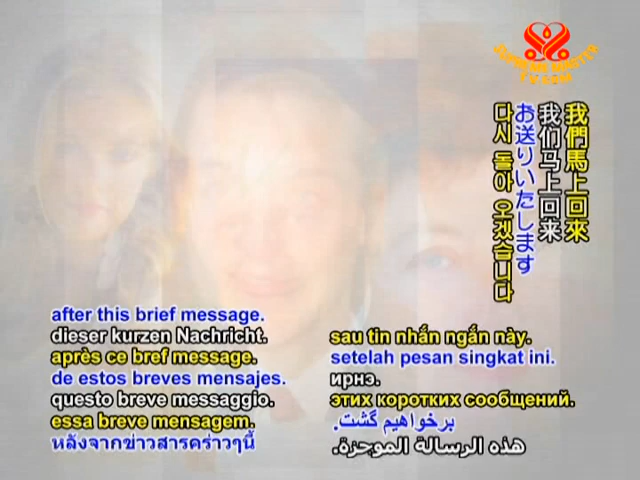 SUPREME MASTER
TV.COM
我們馬上回來
我们马上回来
お送りいたします
다시 돌아 오겠습니다
after this brief message.
dieser kurzen Nachricht.
après ce bref message.
de estos breves mensajes.
questo breve messaggio.
essa breve mensagem.
หลังจากข่าวสารคร่าวๆนี้
sau tin nhắn ngắn này.
setelah pesan singkat ini.
ирнэ.
этих коротких сообщений.
برخواهیم گشت.
هذه الرسالة الموجزة.